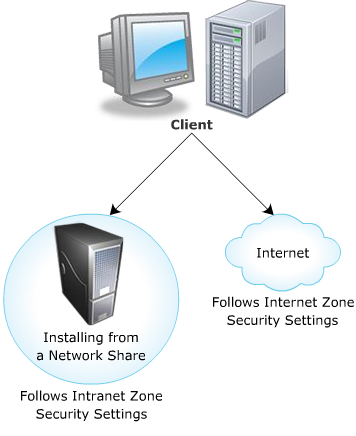 Client
Installing from
a Network Share
Follows Intranet Zone
Security Settings
Internet
Follows Internet Zone
Security Settings